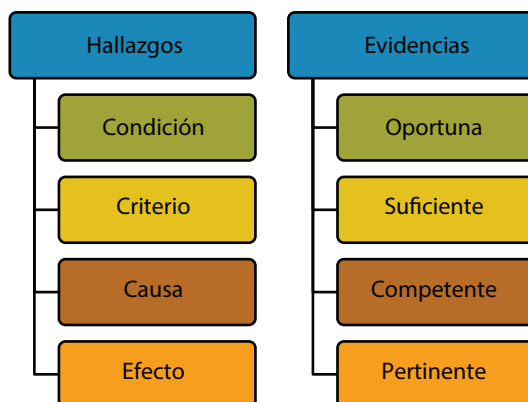 Hallazgos
Condición
Criterio
Causa
Efecto
Evidencias
Oportuna
Suficiente
Competente
Pertinente